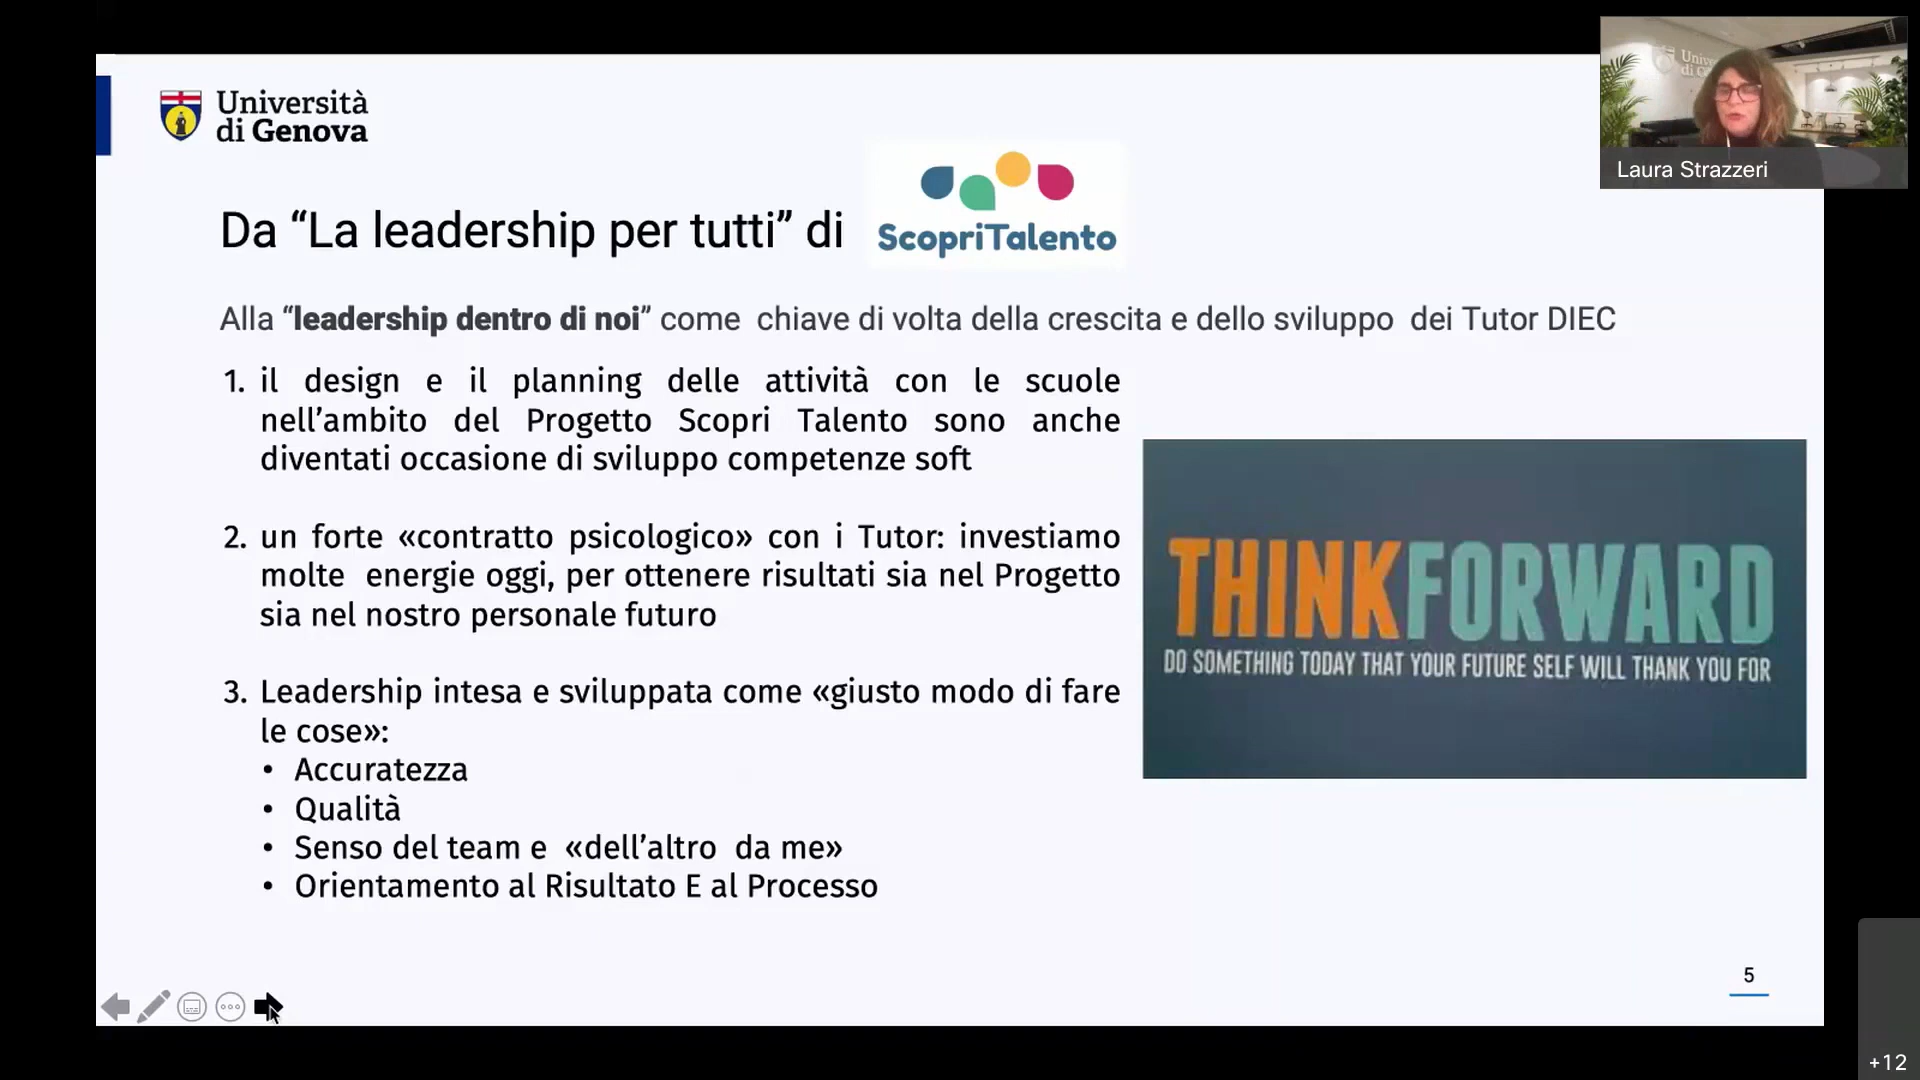 Università
di Genova
Da “La leadership per tutti” di
ScopriTalento
Laura Strazzeri
Alla “leadership dentro di noi” come chiave di volta della crescita e dello sviluppo dei Tutor DIEC
1. il design e il planning delle attività con le scuole
nell’ambito del Progetto Scopri Talento sono anche
diventati occasione di sviluppo competenze soft
2. un forte «contratto psicologico» con i Tutor: investiamo
molte energie oggi, per ottenere risultati sia nel Progetto
sia nel nostro personale futuro
3. Leadership intesa e sviluppata come «giusto modo di fare
le cose»:
• Accuratezza
• Qualità
• Senso del team e «dell’altro da me»
• Orientamento al Risultato E al Processo
THINKFORWARD
DO SOMETHING TODAY THAT YOUR FUTURE SELF WILL THANK YOU FOR
5
+12